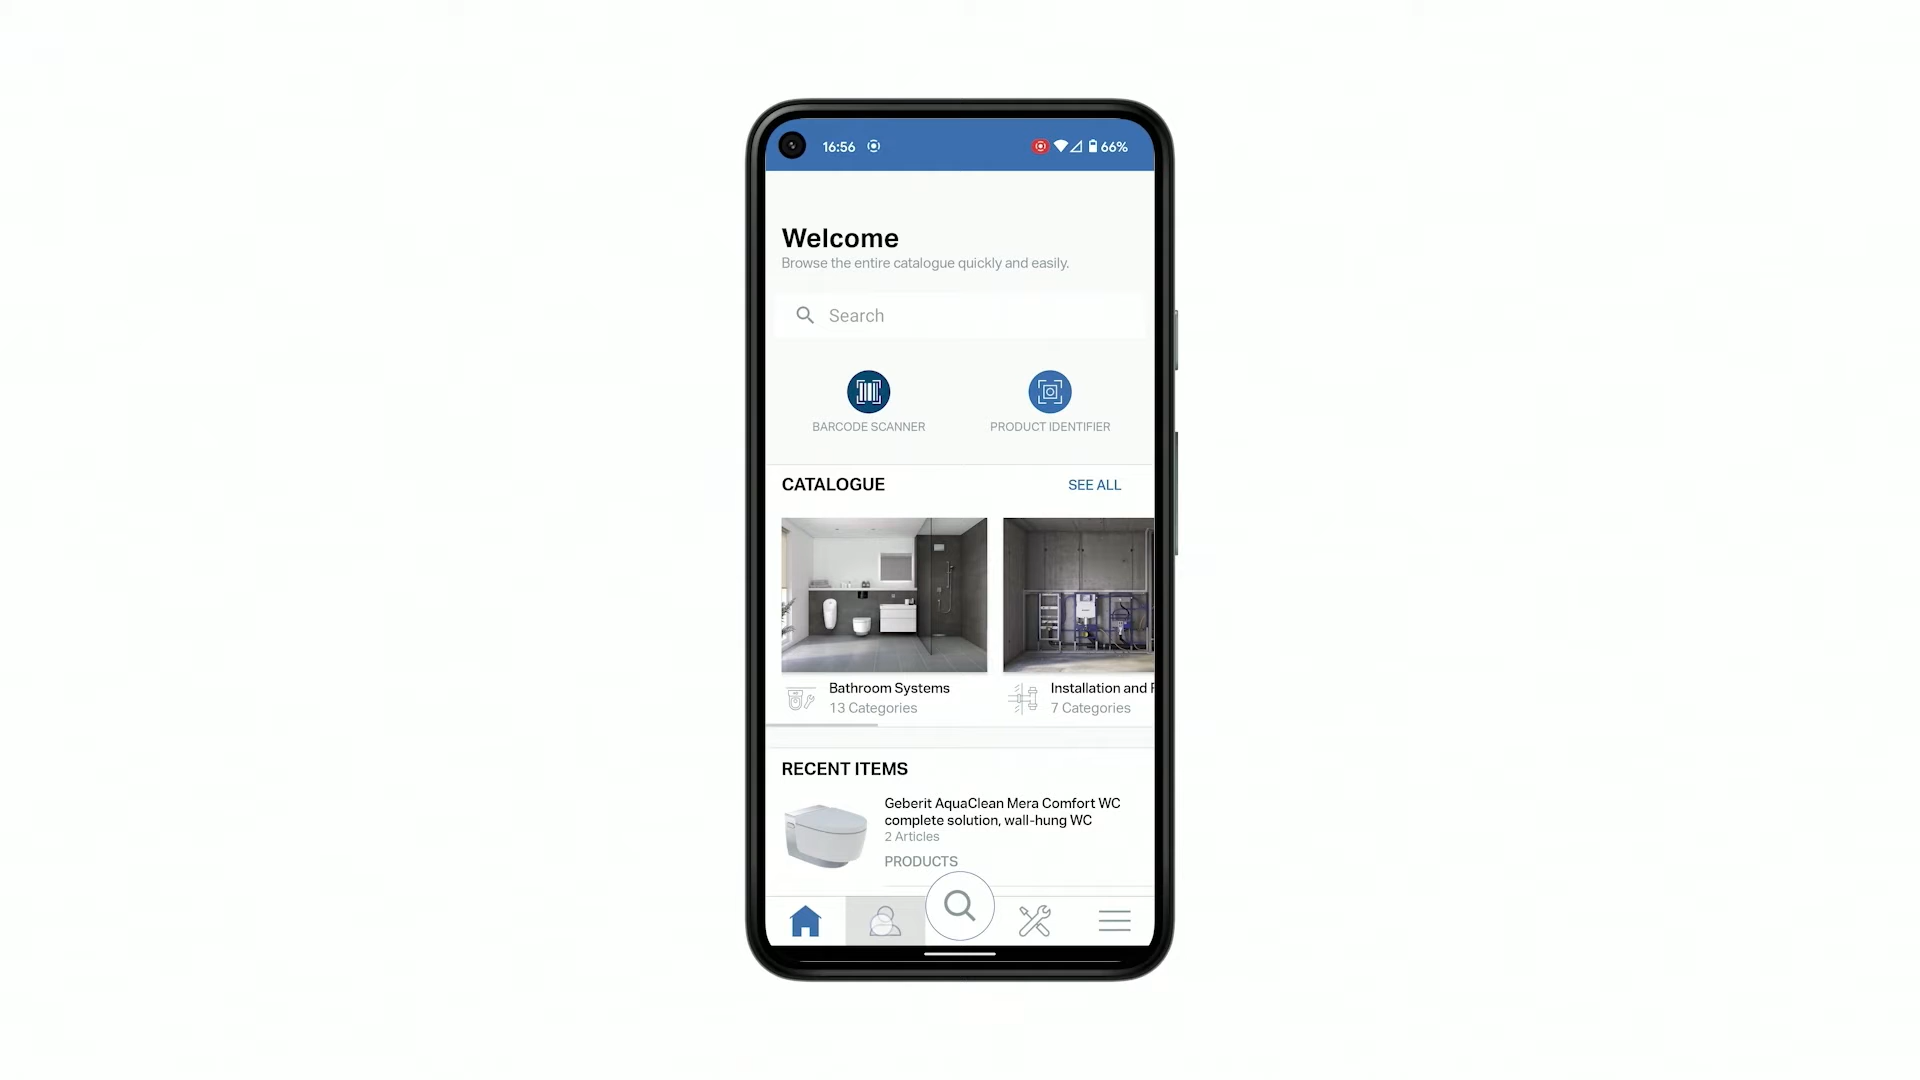 16:56
66%
Welcome
Browse the entire catalogue quickly and easily.
Search
BARCODE SCANNER
PRODUCT IDENTIFIER
CATALOGUE
SEE ALL
Bathroom Systems
13 Categories
Installation and
7 Categories
RECENT ITEMS
Geberit AquaClean Mera Comfort WC
complete solution, wall-hung WC
2 Articles
PRODUCTS